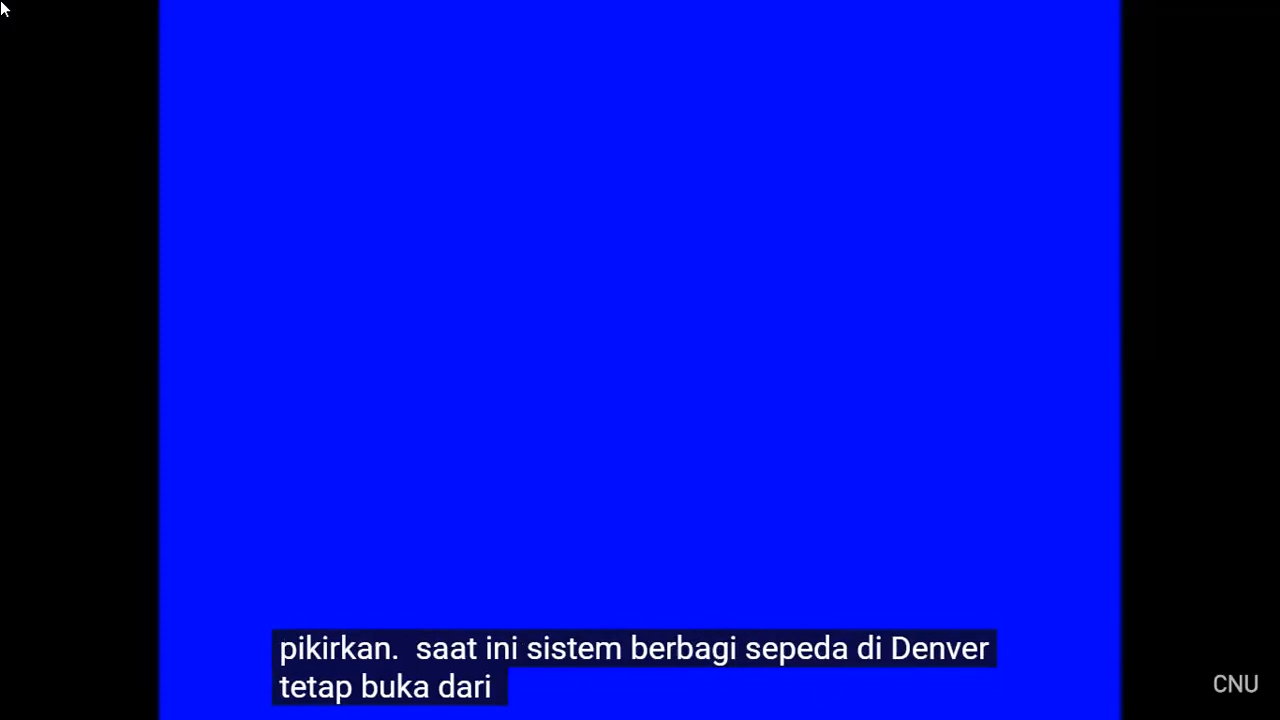 pikirkan.  saat ini sistem berbagi sepeda di Denver
tetap buka dari
CNU